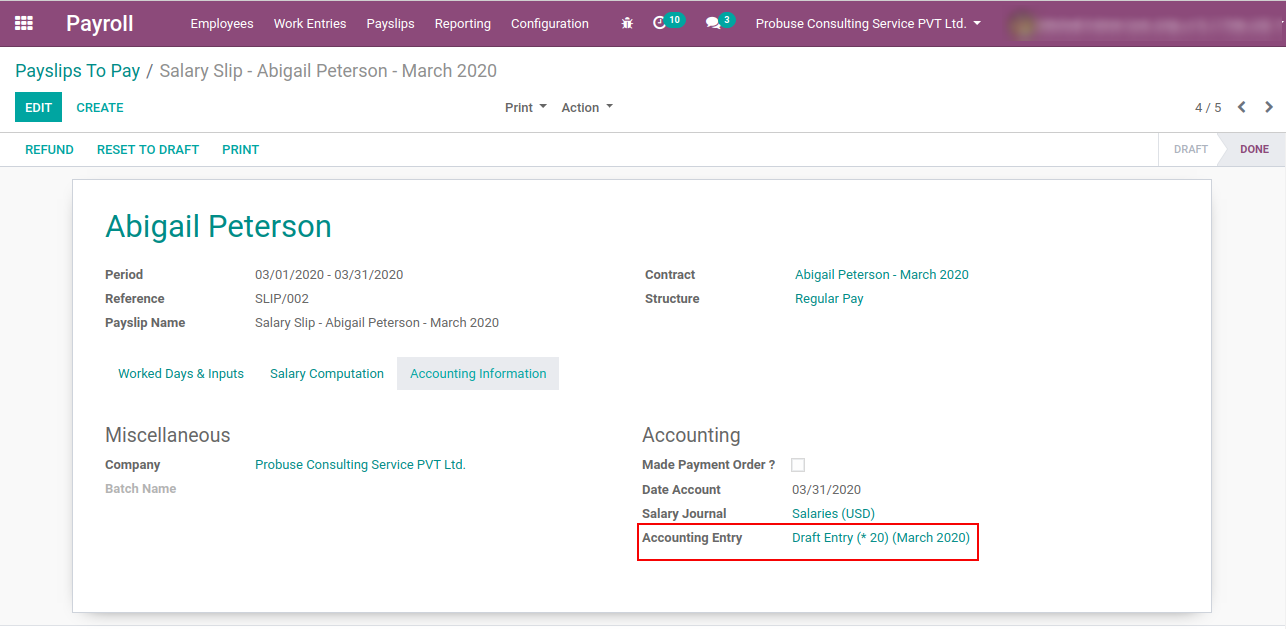 Payroll Employees Work Entries Payslips Reporting Configuration 10 3 Probuse Consulting Service PVT Ltd.
Payslips To Pay / Salary Slip - Abigail Peterson - March 2020
EDIT CREATE Print Action 4 / 5
REFUND RESET TO DRAFT PRINT DRAFT DONE
Abigail Peterson
Period 03/01/2020 - 03/31/2020 Contract Abigail Peterson - March 2020
Reference SLIP/002 Structure Regular Pay
Payslip Name Salary Slip - Abigail Peterson - March 2020
Worked Days & Inputs Salary Computation Accounting Information
Miscellaneous Accounting
Company Probuse Consulting Service PVT Ltd. Made Payment Order ?
Batch Name Date Account 03/31/2020
Salary Journal Salaries (USD)
Accounting Entry Draft Entry (* 20) (March 2020)